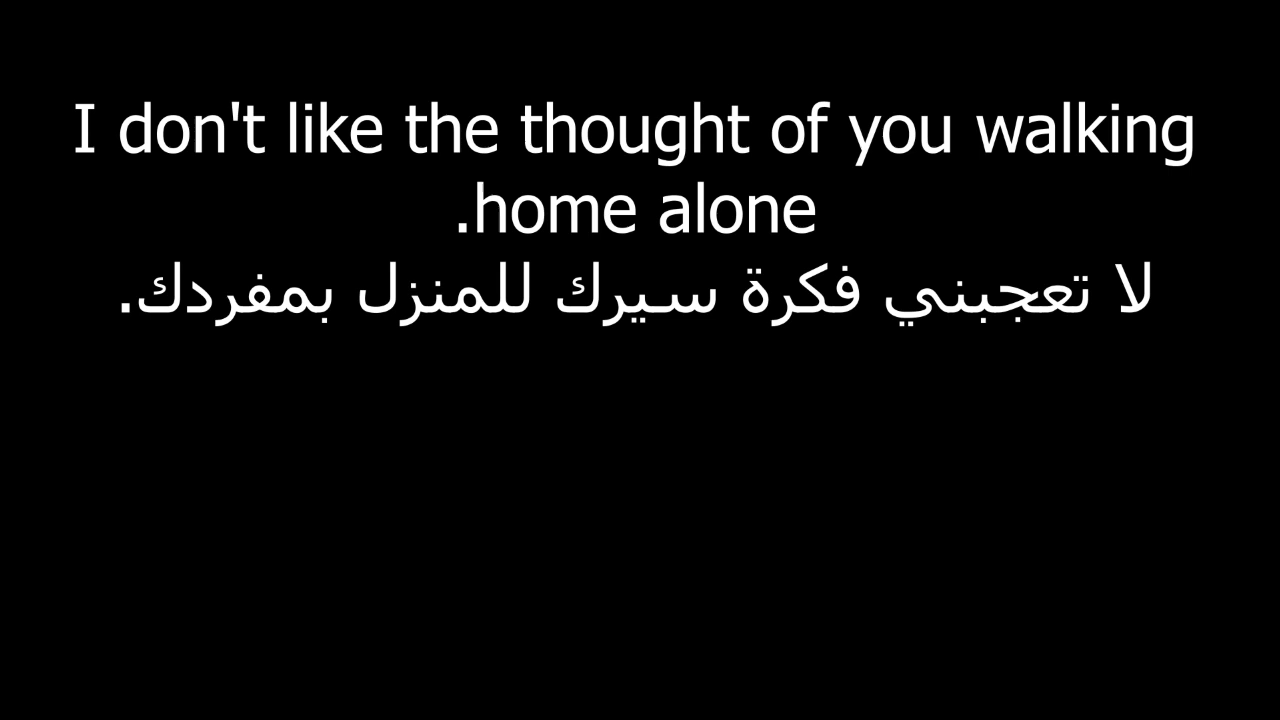 I don't like the thought of you walking
.home alone
لا تعجبني فكرة سيرك للمنزل بمفردك.